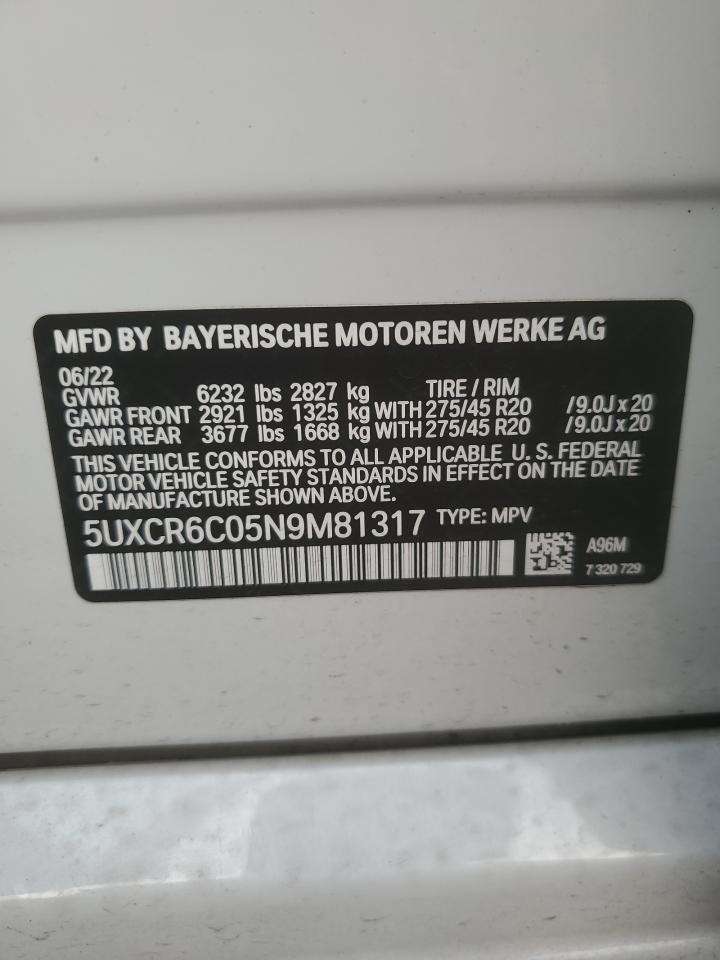 MFD BY BAYERISCHE MOTOREN WERKE AG
06/22
GVWR 6232 lbs 2827 kg TIRE / RIM
GAWR FRONT 2921 lbs 1325 kg WITH 275/45 R20 /9.0J x 20
GAWR REAR 3677 lbs 1668 kg WITH 275/45 R20 /9.0J x 20
THIS VEHICLE CONFORMS TO ALL APPLICABLE U. S. FEDERAL
MOTOR VEHICLE SAFETY STANDARDS IN EFFECT ON THE DATE
OF MANUFACTURE SHOWN ABOVE.
5UXCR6C05N9M81317 TYPE: MPV
A96M
7 320 729